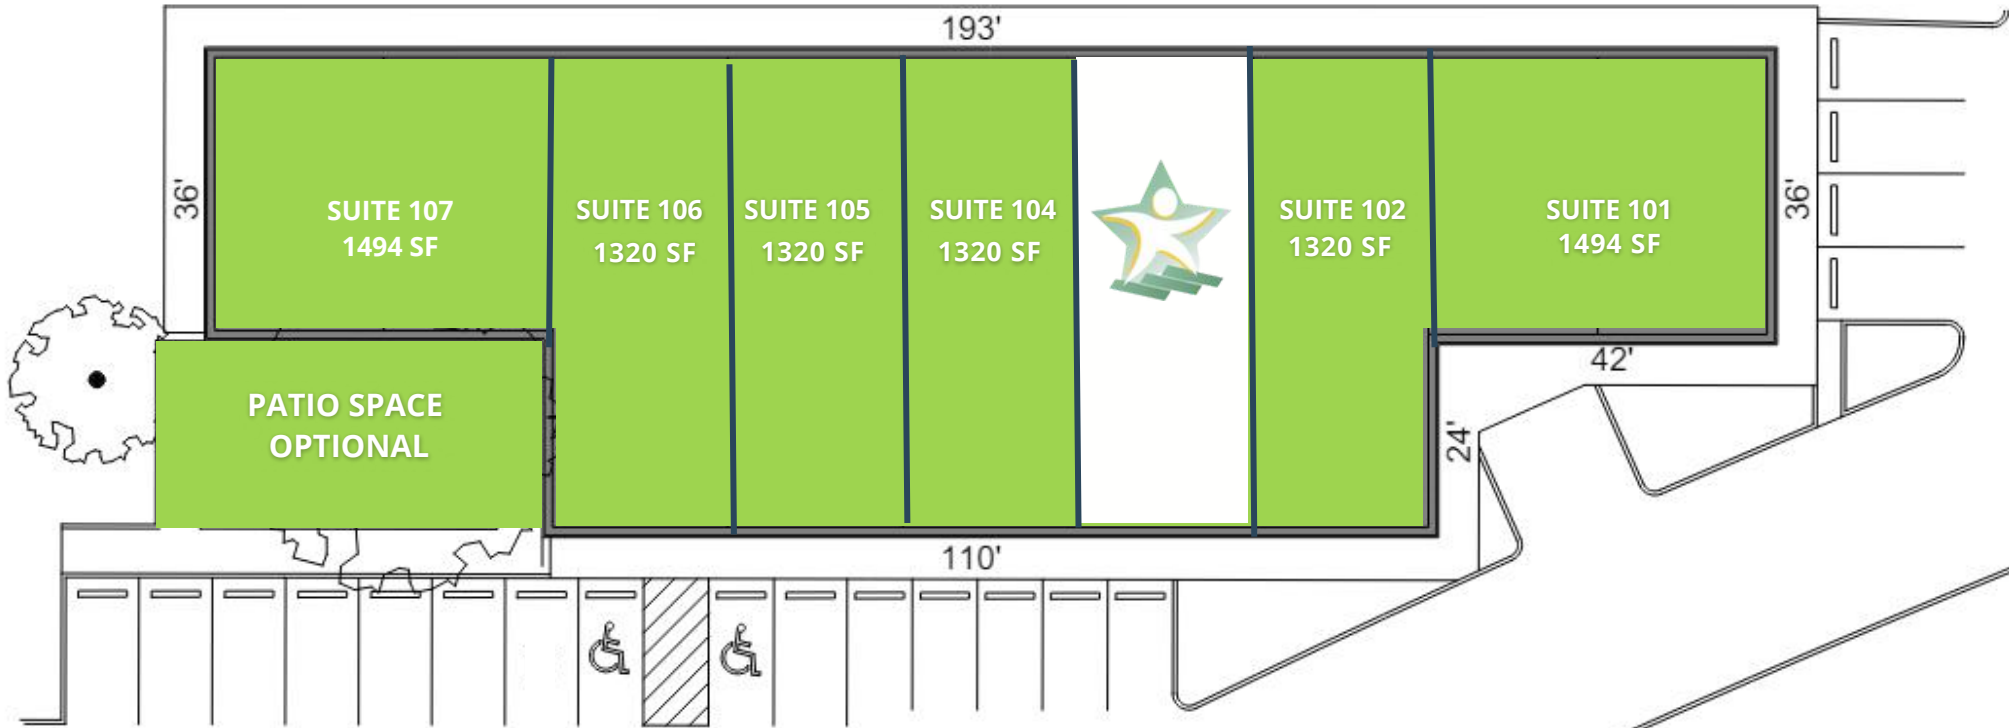 193'
36'
SUITE 107
1494 SF
SUITE 106
1320 SF
SUITE 105
1320 SF
SUITE 104
1320 SF
SUITE 102
1320 SF
SUITE 101
1494 SF
36'
42'
PATIO SPACE
OPTIONAL
24'
110'